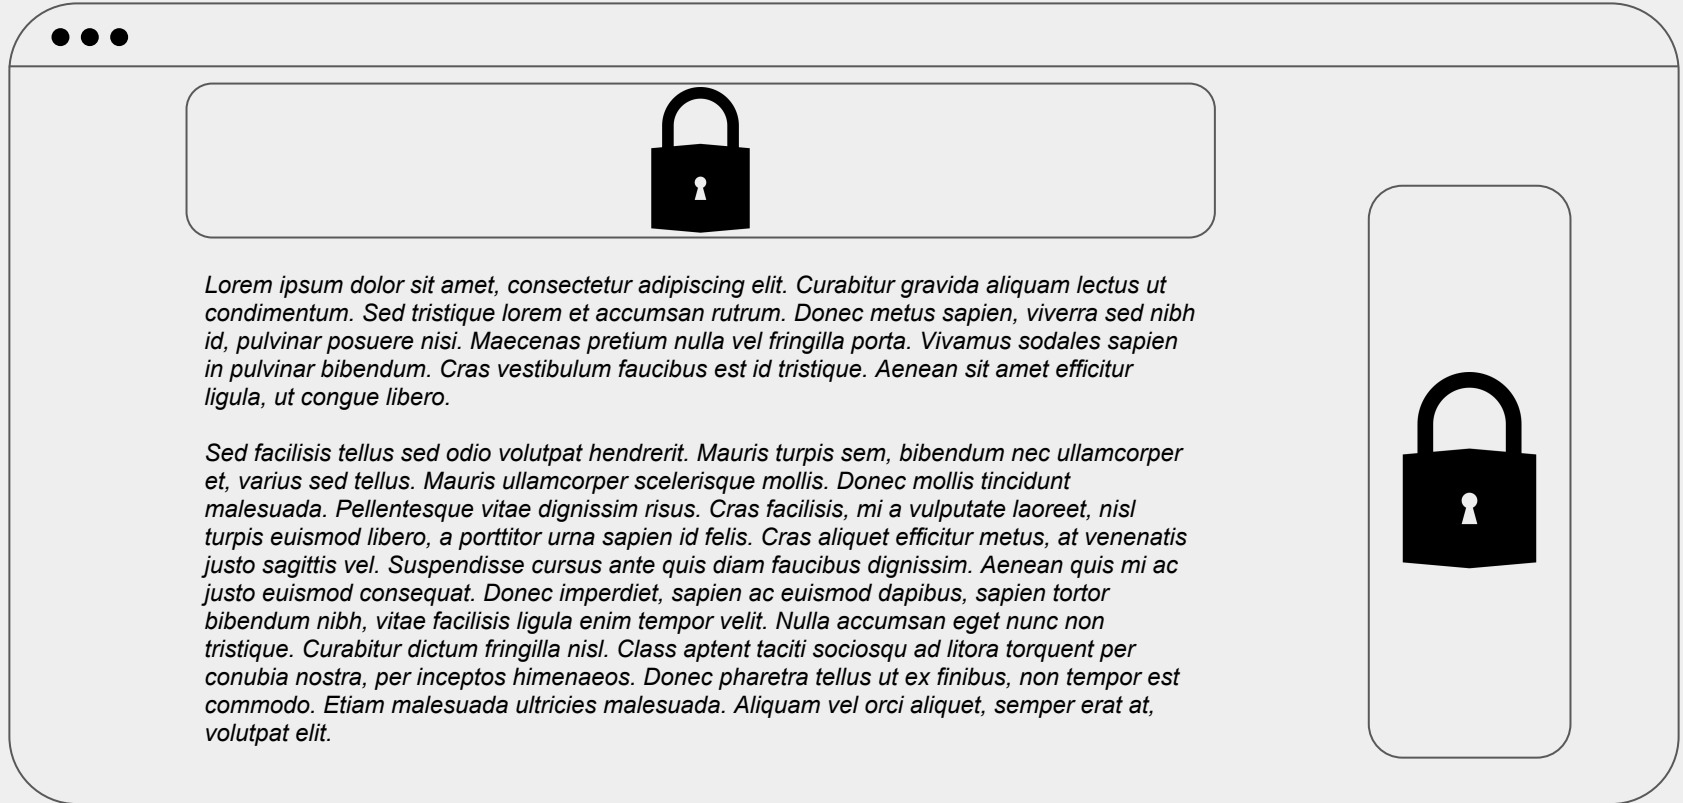 Lorem ipsum dolor sit amet, consectetur adipiscing elit. Curabitur gravida aliquam lectus ut
condimentum. Sed tristique lorem et accumsan rutrum. Donec metus sapien, viverra sed nibh
id, pulvinar posuere nisi. Maecenas pretium nulla vel fringilla porta. Vivamus sodales sapien
in pulvinar bibendum. Cras vestibulum faucibus est id tristique. Aenean sit amet efficitur
ligula, ut congue libero.
Sed facilisis tellus sed odio volutpat hendrerit. Mauris turpis sem, bibendum nec ullamcorper
et, varius sed tellus. Mauris ullamcorper scelerisque mollis. Donec mollis tincidunt
malesuada. Pellentesque vitae dignissim risus. Cras facilisis, mi a vulputate laoreet, nisl
turpis euismod libero, a porttitor urna sapien id felis. Cras aliquet efficitur metus, at venenatis
justo sagittis vel. Suspendisse cursus ante quis diam faucibus dignissim. Aenean quis mi ac
justo euismod consequat. Donec imperdiet, sapien ac euismod dapibus, sapien tortor
bibendum nibh, vitae facilisis ligula enim tempor velit. Nulla accumsan eget nunc non
tristique. Curabitur dictum fringilla nisl. Class aptent taciti sociosqu ad litora torquent per
conubia nostra, per inceptos himenaeos. Donec pharetra tellus ut ex finibus, non tempor est
commodo. Etiam malesuada ultricies malesuada. Aliquam vel orci aliquet, semper erat at,
volutpat elit.